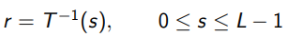 r = T⁻¹(s), 0 ≤ s ≤ L − 1